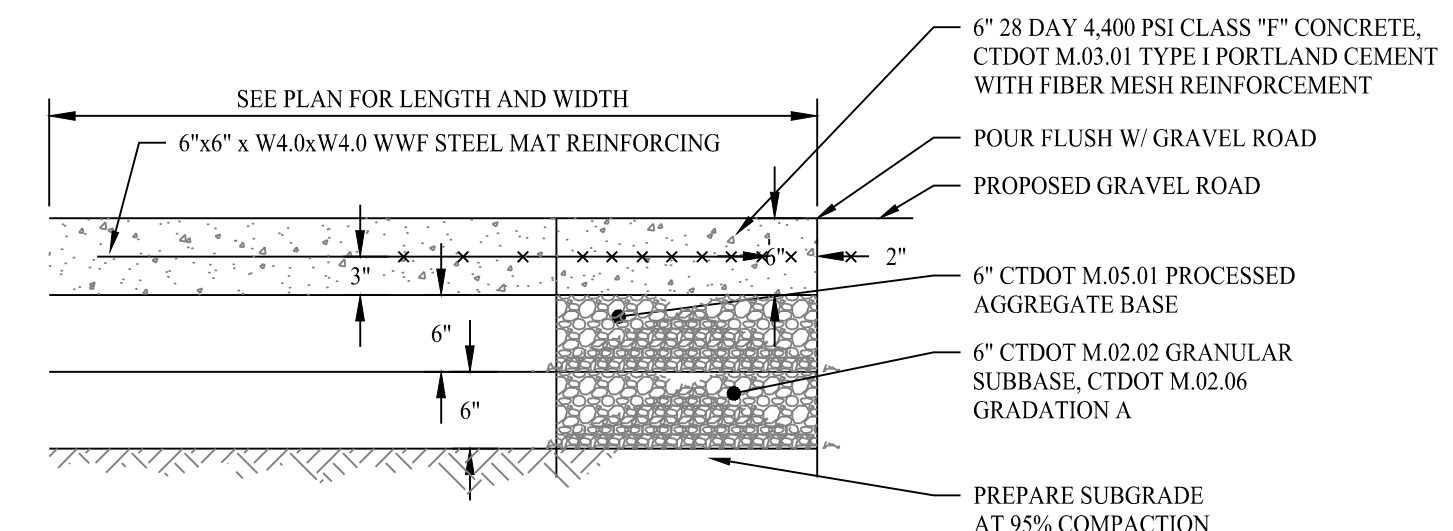 6" 28 DAY 4,400 PSI CLASS "F" CONCRETE,
CTDOT M.03.01 TYPE I PORTLAND CEMENT
WITH FIBER MESH REINFORCEMENT
SEE PLAN FOR LENGTH AND WIDTH
6"x6" x W4.0xW4.0 WWF STEEL MAT REINFORCING
POUR FLUSH W/ GRAVEL ROAD
PROPOSED GRAVEL ROAD
6"
2"
3"
6" CTDOT M.05.01 PROCESSED
AGGREGATE BASE
6"
6" CTDOT M.02.02 GRANULAR
SUBBASE, CTDOT M.02.06
GRADATION A
6"
PREPARE SUBGRADE
AT 95% COMPACTION